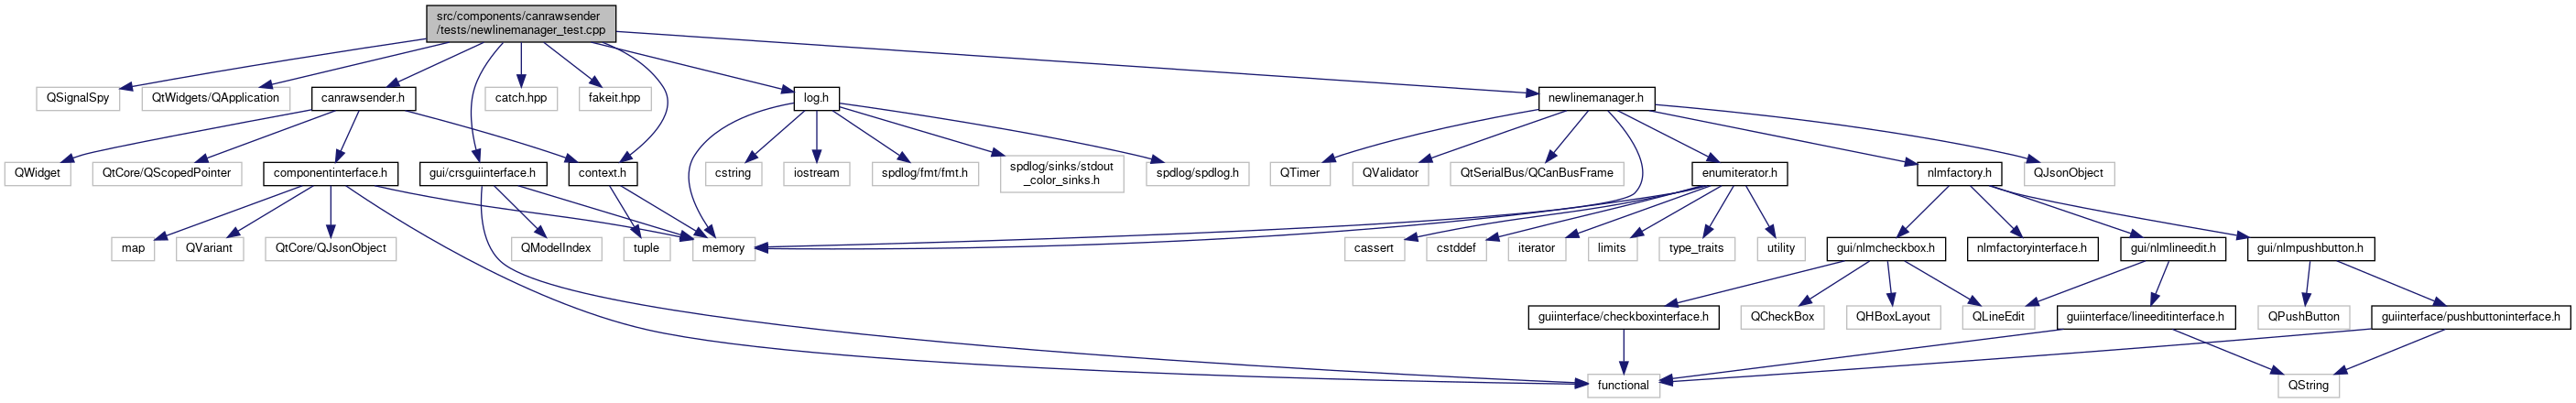 src/components/canrawsender
/tests/newlinemanager_test.cpp
QSignalSpy
QtWidgets/QApplication
canrawsender.h
catch.hpp
fakeit.hpp
log.h
newlinemanager.h
QWidget
QtCore/QScopedPointer
componentinterface.h
gui/crsguiinterface.h
context.h
cstring
iostream
spdlog/fmt/fmt.h
spdlog/sinks/stdout
_color_sinks.h
spdlog/spdlog.h
QTimer
QValidator
QtSerialBus/QCanBusFrame
enumiterator.h
nlmfactory.h
QJsonObject
map
QVariant
QtCore/QJsonObject
QModelIndex
tuple
memory
cassert
cstddef
iterator
limits
type_traits
utility
gui/nlmcheckbox.h
nlmfactoryinterface.h
gui/nlmlineedit.h
gui/nlmpushbutton.h
guiinterface/checkboxinterface.h
QCheckBox
QHBoxLayout
QLineEdit
guiinterface/lineeditinterface.h
QPushButton
guiinterface/pushbuttoninterface.h
functional
QString